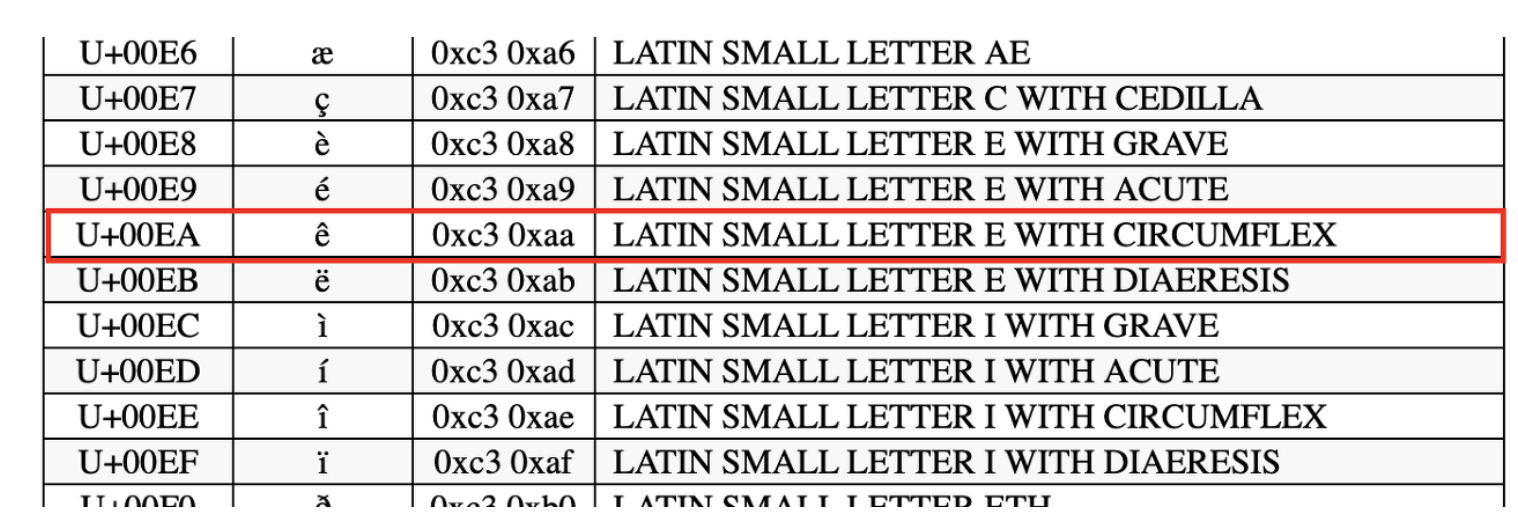 U+00E6 æ 0xc3 0xa6 LATIN SMALL LETTER AE
U+00E7 ç 0xc3 0xa7 LATIN SMALL LETTER C WITH CEDILLA
U+00E8 è 0xc3 0xa8 LATIN SMALL LETTER E WITH GRAVE
U+00E9 é 0xc3 0xa9 LATIN SMALL LETTER E WITH ACUTE
U+00EA ê 0xc3 0xaa LATIN SMALL LETTER E WITH CIRCUMFLEX
U+00EB ë 0xc3 0xab LATIN SMALL LETTER E WITH DIAERESIS
U+00EC ì 0xc3 0xac LATIN SMALL LETTER I WITH GRAVE
U+00ED í 0xc3 0xad LATIN SMALL LETTER I WITH ACUTE
U+00EE î 0xc3 0xae LATIN SMALL LETTER I WITH CIRCUMFLEX
U+00EF ï 0xc3 0xaf LATIN SMALL LETTER I WITH DIAERESIS
U+00F0 ð 0xc3 0xb0 LATIN SMALL LETTER ETH